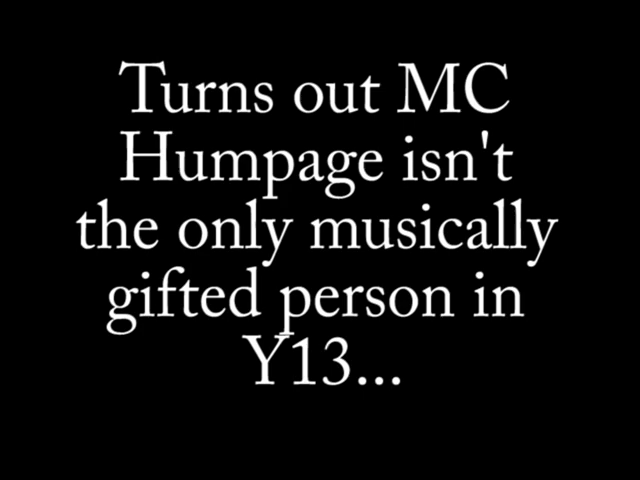 Turns out MC
Humpage isn't
the only musically
gifted person in
Y13...